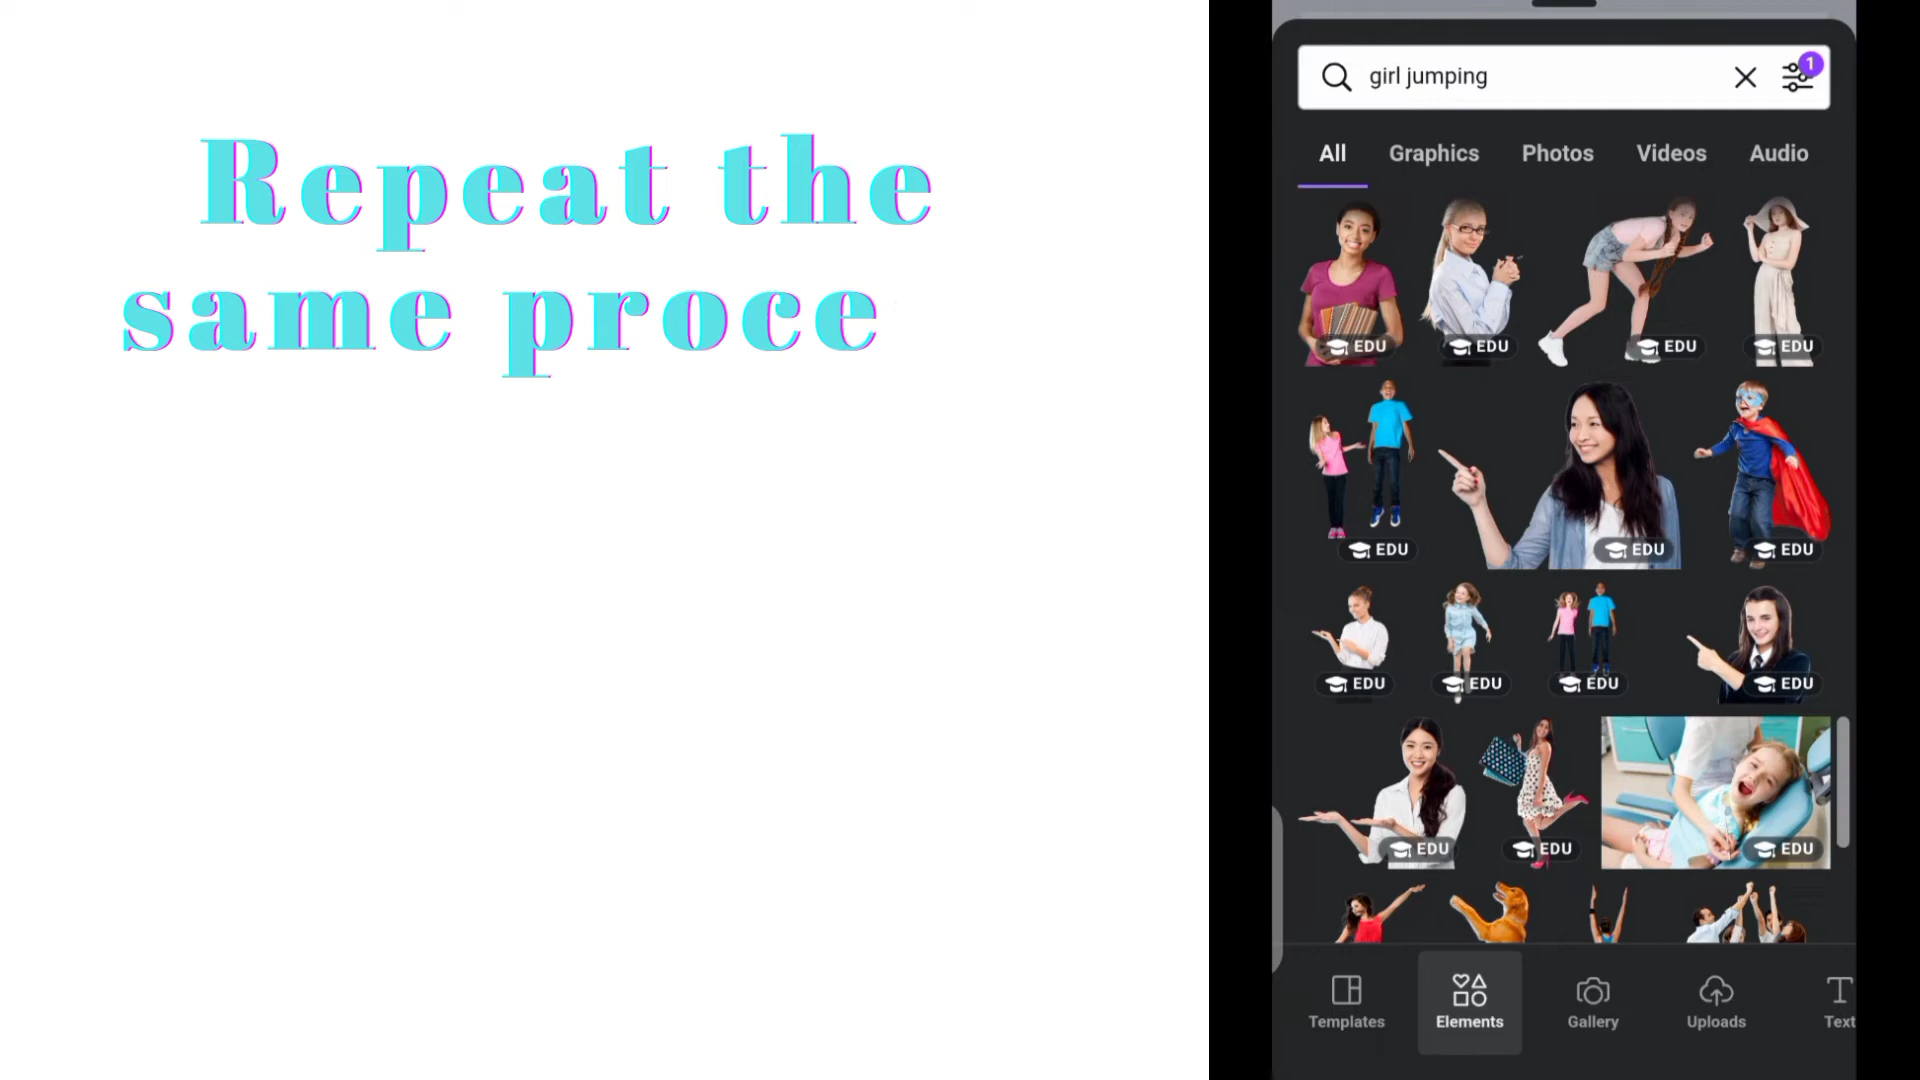 Repeat the
same proce
girl jumping
1
All Graphics Photos Videos Audio
EDU EDU EDU EDU
EDU EDU EDU
EDU EDU EDU EDU
EDU EDU EDU
Templates Elements Gallery Uploads Text